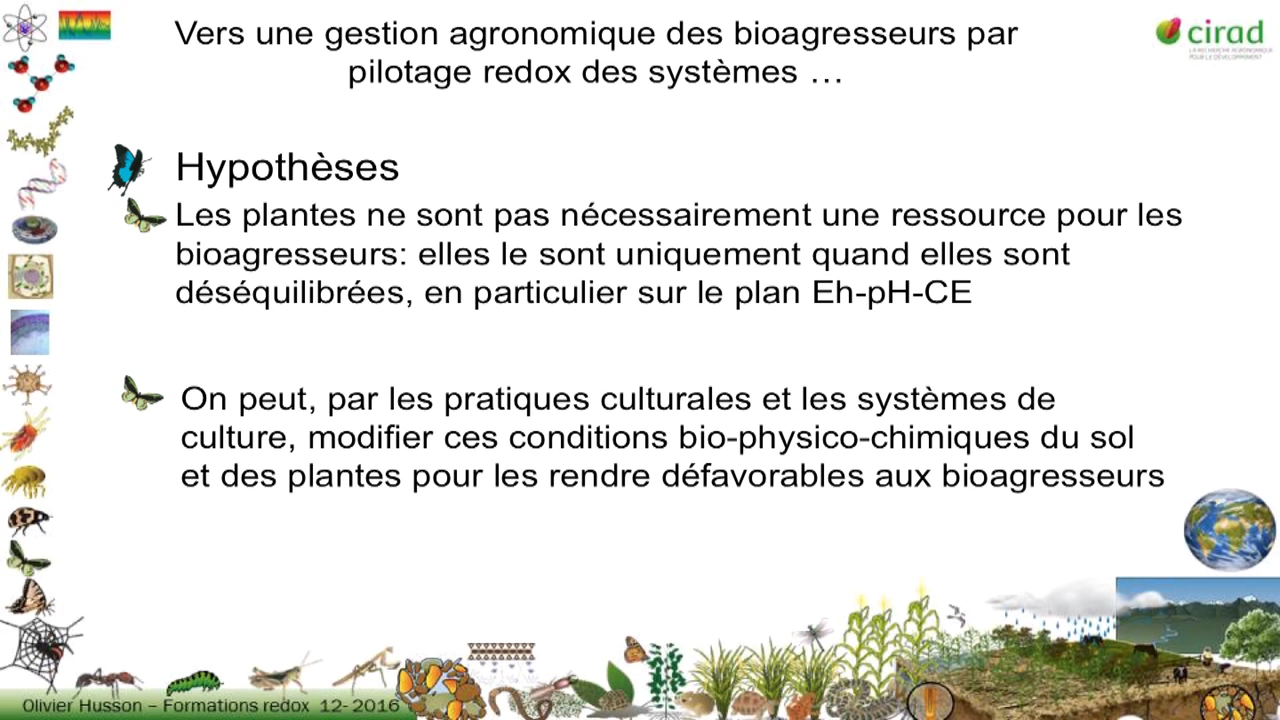 Vers une gestion agronomique des bioagresseurs par
pilotage redox des systèmes …
cirad
LA RECHERCHE AGRONOMIQUE
POUR LE DÉVELOPPEMENT
Hypothèses
Les plantes ne sont pas nécessairement une ressource pour les
bioagresseurs: elles le sont uniquement quand elles sont
déséquilibrées, en particulier sur le plan Eh-pH-CE
On peut, par les pratiques culturales et les systèmes de
culture, modifier ces conditions bio-physico-chimiques du sol
et des plantes pour les rendre défavorables aux bioagresseurs
Olivier Husson – Formations redox 12- 2016